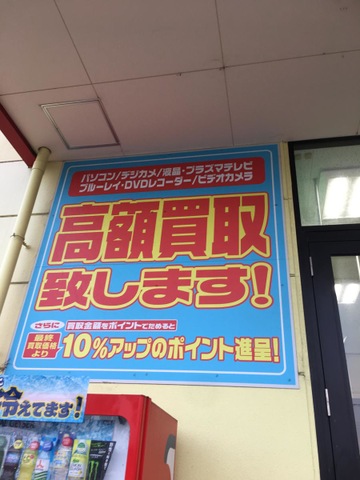 パソコン/デジカメ/液晶・プラズマテレビ
ブルーレイ・DVDレコーダー/ビデオカメラ
高額買取
致します!
さらに 買取金額をポイントでためると
最終
買取価格
より
10%アップのポイント進呈!
冷えてます!